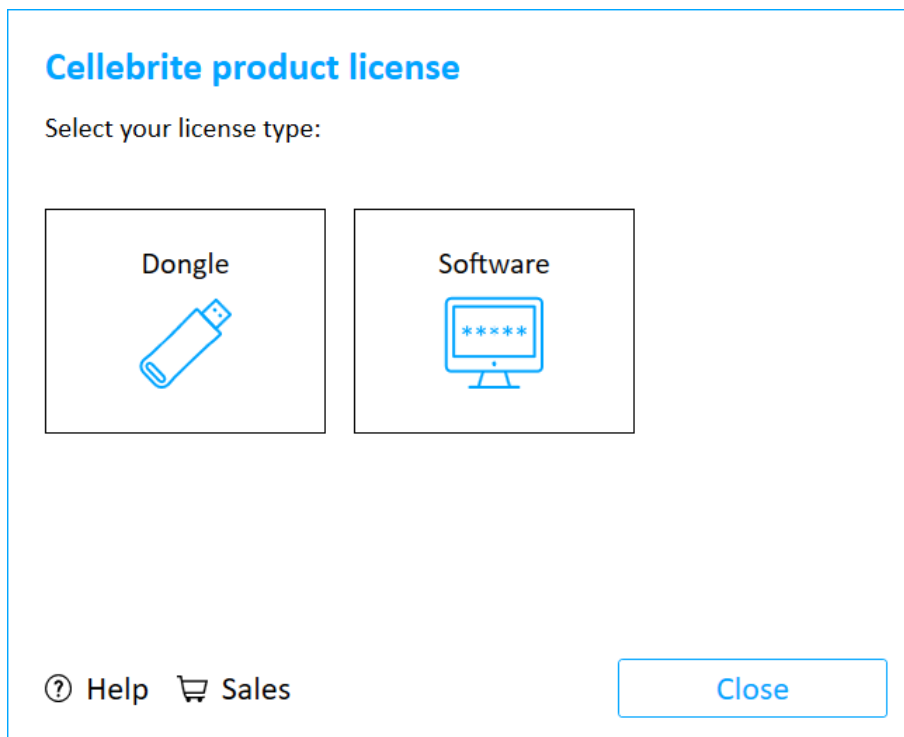 Cellebrite product license
Select your license type:
Dongle
Software
*****
Help
Sales
Close